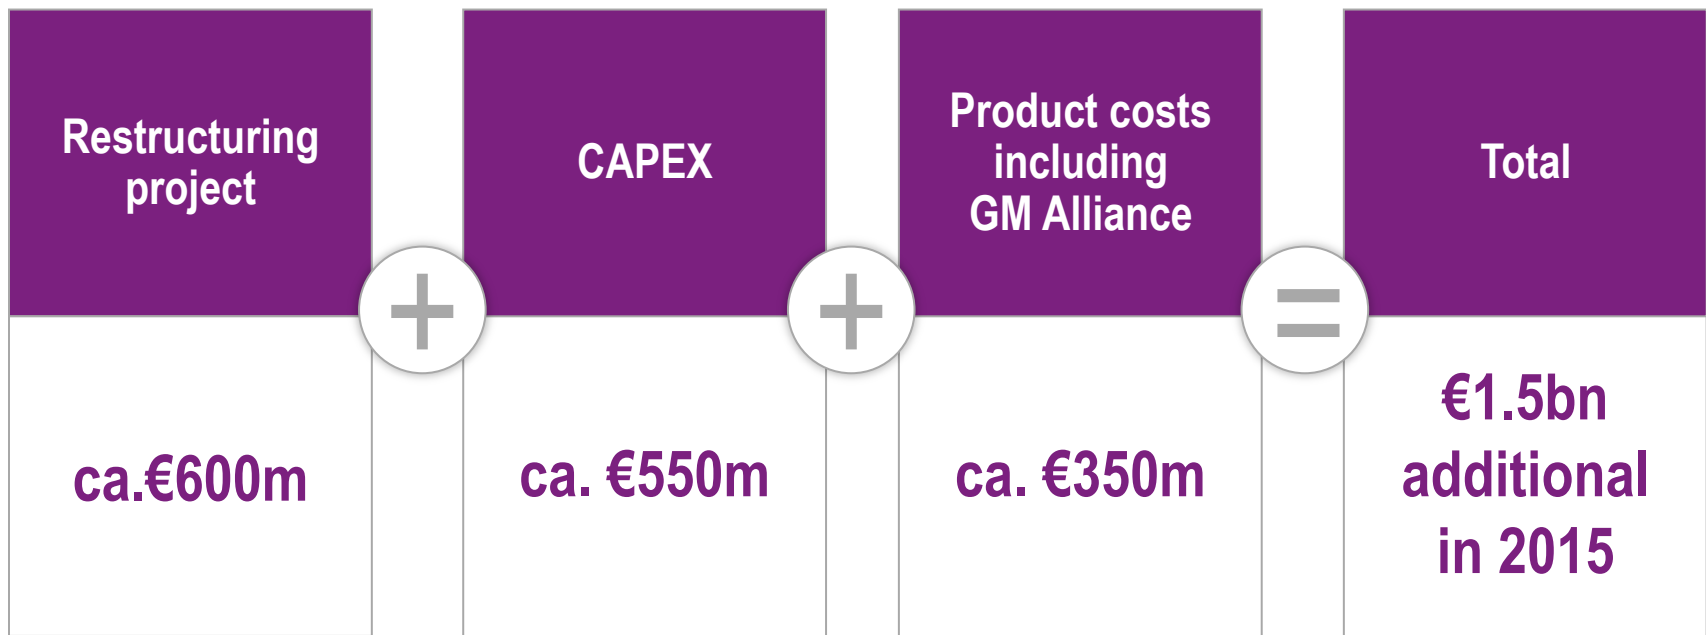 Restructuring
project
CAPEX
Product costs
including
GM Alliance
Total
+
+
=
ca.€600m
ca. €550m
ca. €350m
€1.5bn
additional
in 2015